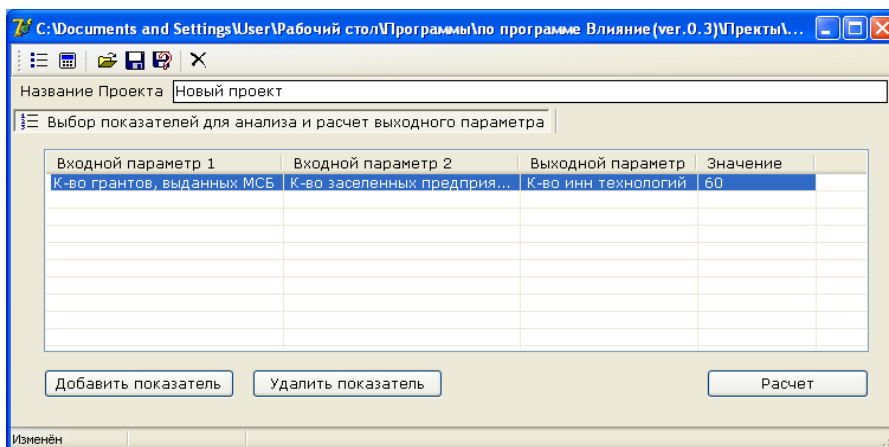 C:\Documents and Settings\User\Рабочий стол\Программы\по программе Влияние(ver.0.3)\Пректы\...
Название Проекта Новый проект
Выбор показателей для анализа и расчет выходного параметра
Входной параметр 1 Входной параметр 2 Выходной параметр Значение
К-во грантов, выданных МСБ К-во заселенных предприя... К-во инн технологий 60
Добавить показатель Удалить показатель Расчет
Изменён